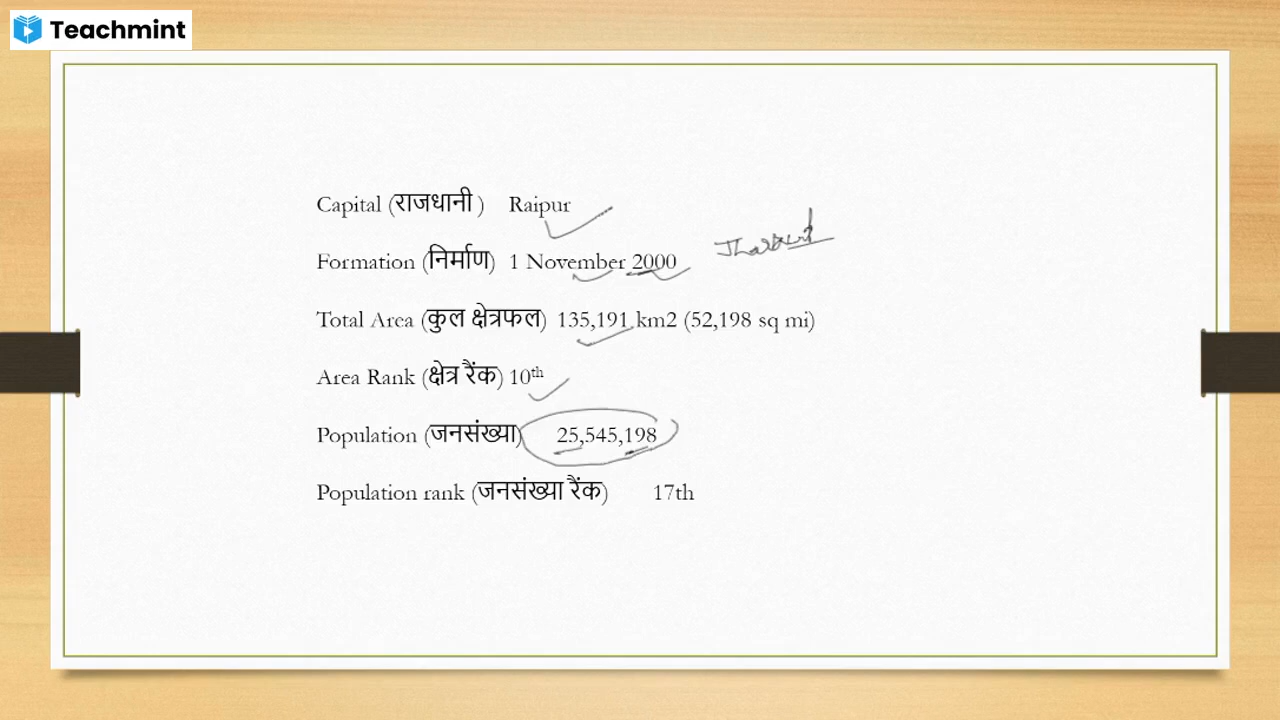 Teachmint
Capital (राजधानी ) Raipur
Formation (निर्माण) 1 November 2000
Total Area (कुल क्षेत्रफल) 135,191 km2 (52,198 sq mi)
Area Rank (क्षेत्र रैंक) 10th
Population (जनसंख्या) 25,545,198
Population rank (जनसंख्या रैंक) 17th